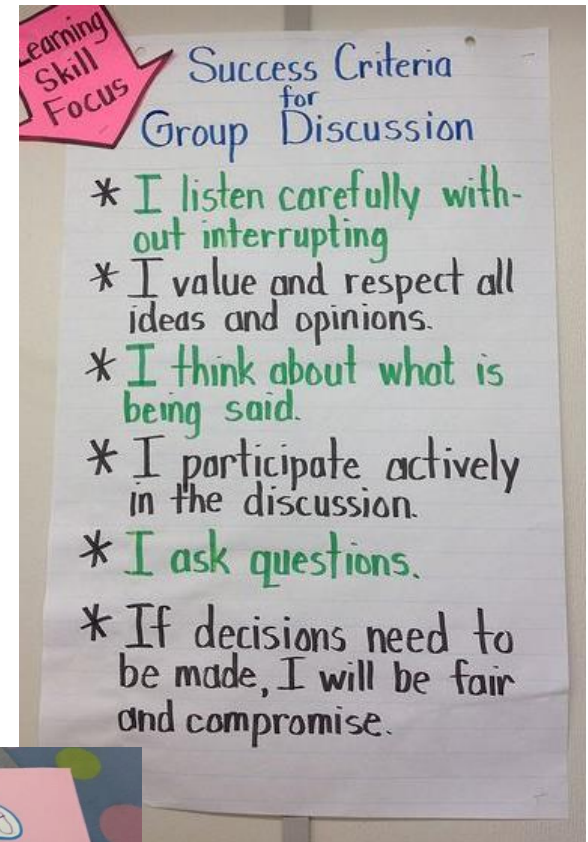 Learning
Skill
Focus
Success Criteria
for
Group Discussion
* I listen carefully with-
out interrupting
* I value and respect all
ideas and opinions.
* I think about what is
being said.
* I participate actively
in the discussion.
* I ask questions.
* If decisions need to
be made, I will be fair
and compromise.